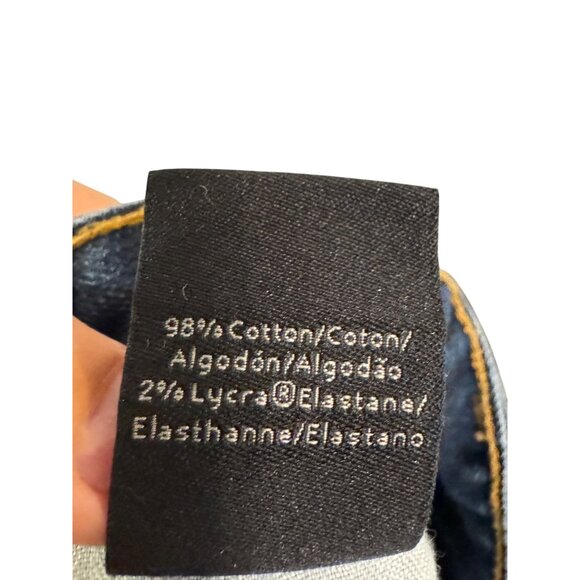 98% Cotton/Coton/
Algodón/Algodão
2% Lycra®Elastane/
Elasthanne/Elastano